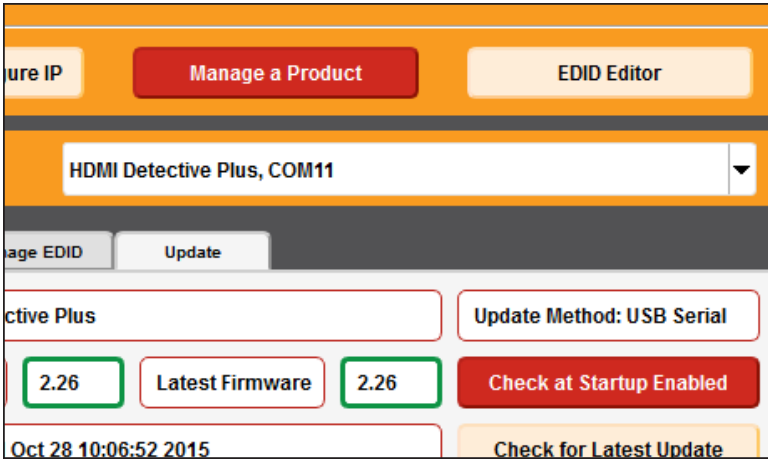 ure IP
Manage a Product
EDID Editor
HDMI Detective Plus, COM11
age EDID
Update
ctive Plus
Update Method: USB Serial
2.26
Latest Firmware
2.26
Check at Startup Enabled
Oct 28 10:06:52 2015
Check for Latest Update